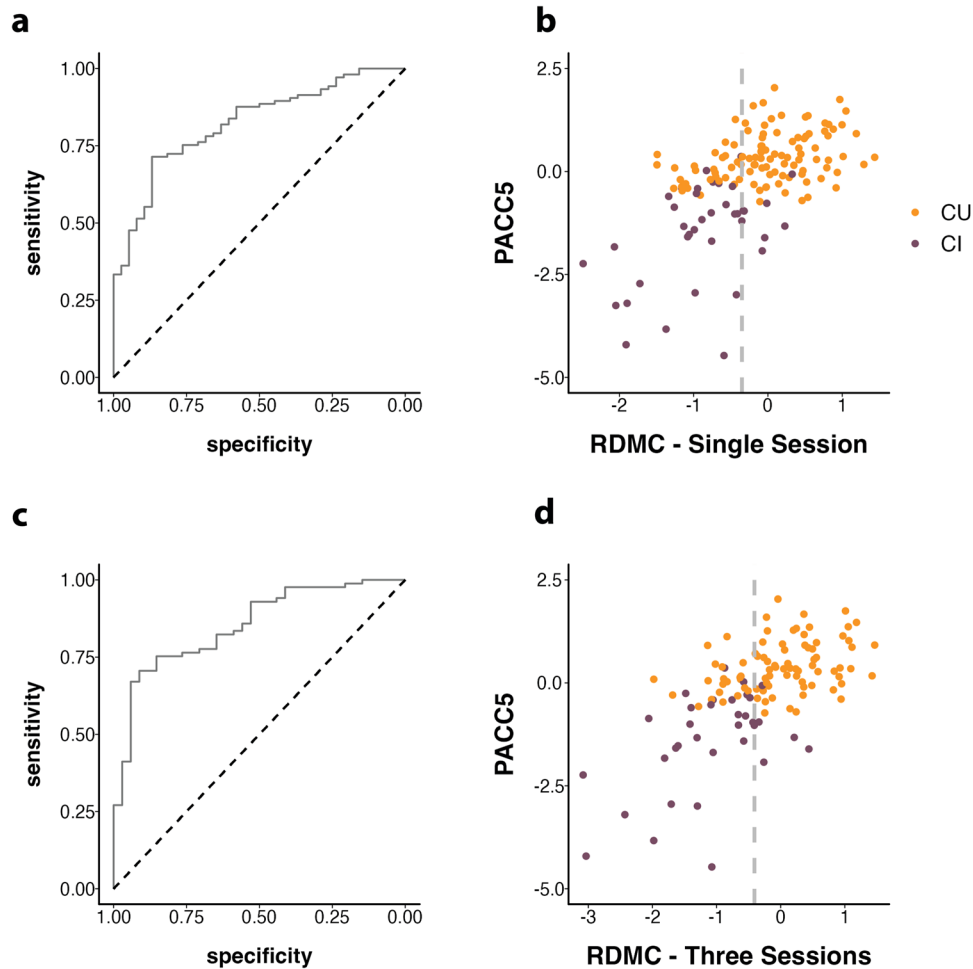 a
1.00
0.75
0.50
0.25
0.00
sensitivity
1.00 0.75 0.50 0.25 0.00
specificity
b
2.5
0.0
-2.5
-5.0
PACC5
-2 -1 0 1
RDMC - Single Session
CU
CI
c
1.00
0.75
0.50
0.25
0.00
sensitivity
1.00 0.75 0.50 0.25 0.00
specificity
d
2.5
0.0
-2.5
-5.0
PACC5
-3 -2 -1 0 1
RDMC - Three Sessions